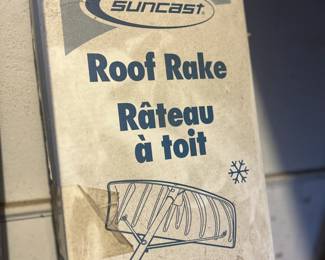 SUNCAST®
Roof Rake
Râteau
à toit